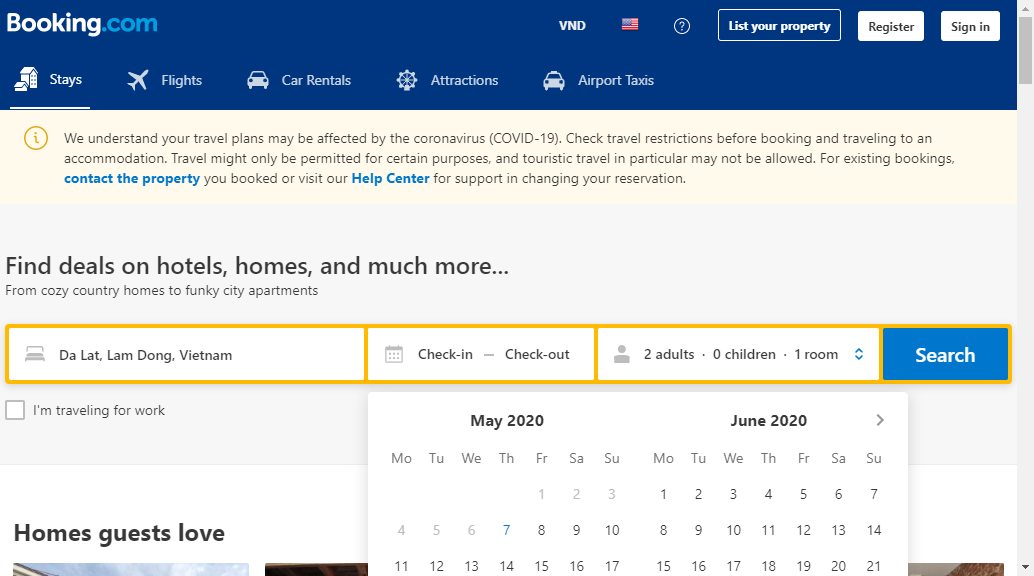 Booking.com
VND
List your property
Register
Sign in
Stays
Flights
Car Rentals
Attractions
Airport Taxis
We understand your travel plans may be affected by the coronavirus (COVID-19). Check travel restrictions before booking and traveling to an
accommodation. Travel might only be permitted for certain purposes, and touristic travel in particular may not be allowed. For existing bookings,
contact the property you booked or visit our Help Center for support in changing your reservation.
Find deals on hotels, homes, and much more...
From cozy country homes to funky city apartments
Da Lat, Lam Dong, Vietnam
Check-in — Check-out
2 adults · 0 children · 1 room
Search
I'm traveling for work
May 2020
Mo Tu We Th Fr Sa Su
1 2 3
4 5 6 7 8 9 10
11 12 13 14 15 16 17
June 2020
Mo Tu We Th Fr Sa Su
1 2 3 4 5 6 7
8 9 10 11 12 13 14
15 16 17 18 19 20 21
Homes guests love